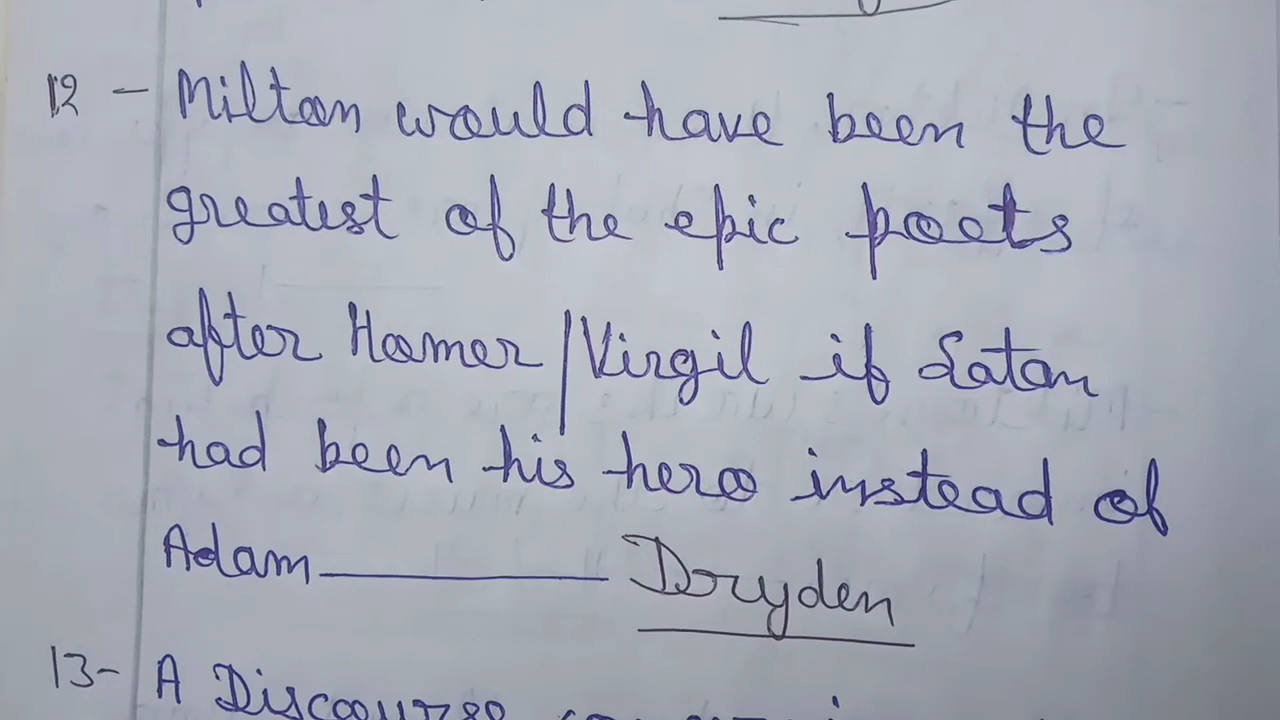 12 - Milton would have been the
greatest of the epic poets
after Homer/Virgil if Satan
had been his hero instead of
Adam Dryden
13- A Discourse